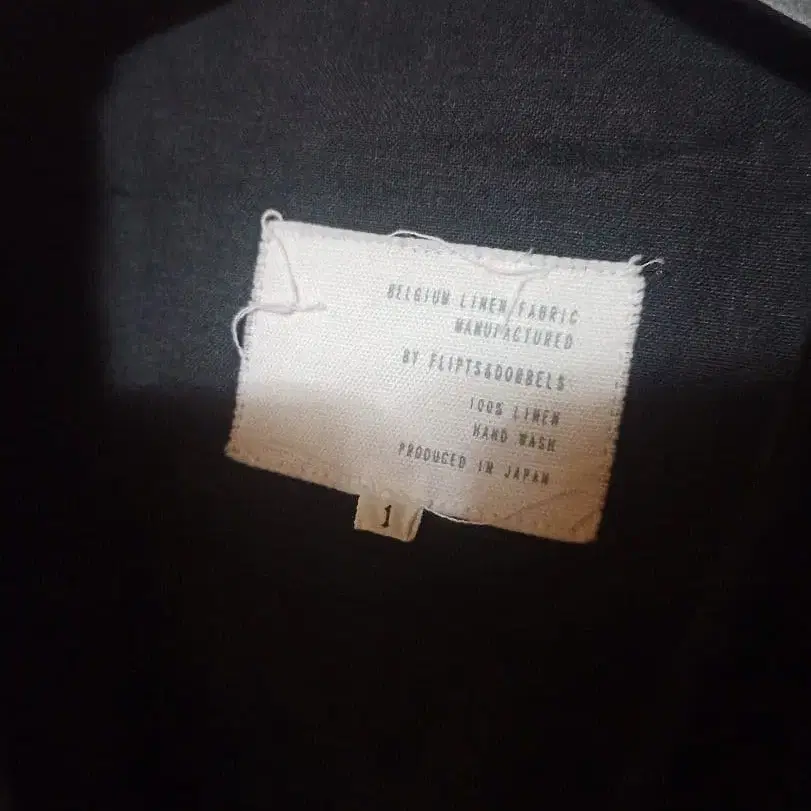 BELGIUM LINEN FABRIC
MANUFACTURED
BY FLIPTS&DOBBELS
100% LINEN
HAND WASH
PRODUCED IN JAPAN
1